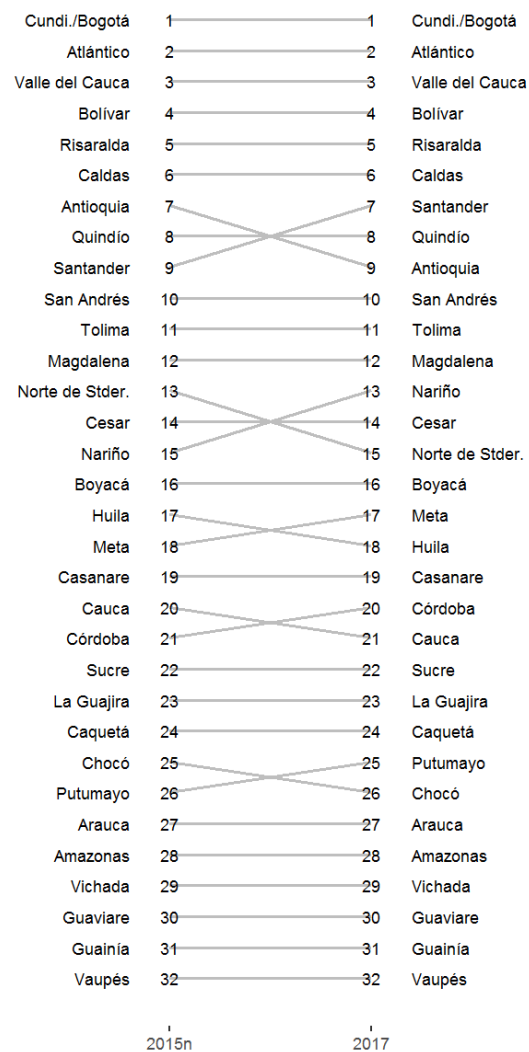 Cundi./Bogotá 1 1 Cundi./Bogotá
Atlántico 2 2 Atlántico
Valle del Cauca 3 3 Valle del Cauca
Bolívar 4 4 Bolívar
Risaralda 5 5 Risaralda
Caldas 6 6 Caldas
Antioquia 7 7 Santander
Quindío 8 8 Quindío
Santander 9 9 Antioquia
San Andrés 10 10 San Andrés
Tolima 11 11 Tolima
Magdalena 12 12 Magdalena
Norte de Stder. 13 13 Nariño
Cesar 14 14 Cesar
Nariño 15 15 Norte de Stder.
Boyacá 16 16 Boyacá
Huila 17 17 Meta
Meta 18 18 Huila
Casanare 19 19 Casanare
Cauca 20 20 Córdoba
Córdoba 21 21 Cauca
Sucre 22 22 Sucre
La Guajira 23 23 La Guajira
Caquetá 24 24 Caquetá
Chocó 25 25 Putumayo
Putumayo 26 26 Chocó
Arauca 27 27 Arauca
Amazonas 28 28 Amazonas
Vichada 29 29 Vichada
Guaviare 30 30 Guaviare
Guainía 31 31 Guainía
Vaupés 32 32 Vaupés
2015n 2017